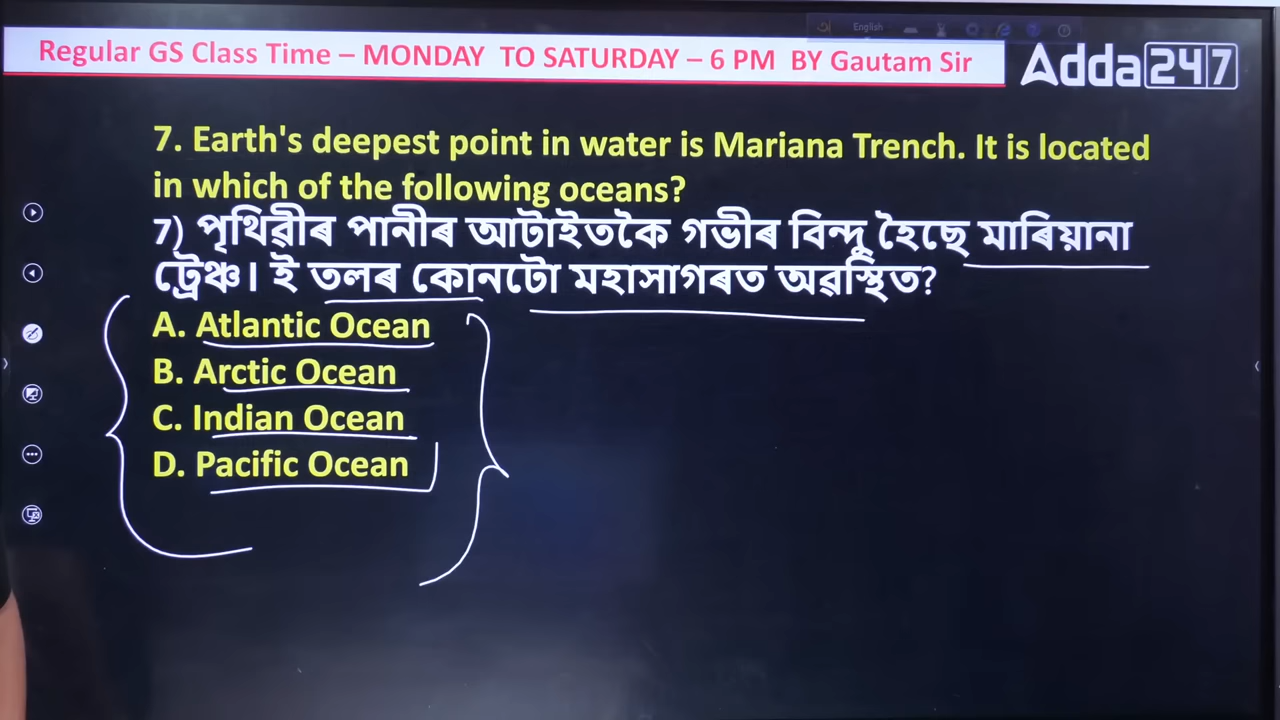 English
Regular GS Class Time – MONDAY TO SATURDAY – 6 PM BY Gautam Sir
Adda247
7. Earth's deepest point in water is Mariana Trench. It is located
in which of the following oceans?
7) পৃথিৱীৰ পানীৰ আটাইতকৈ গভীৰ বিন্দু হৈছে মাৰিয়ানা
ট্ৰেঞ্চ। ই তলৰ কোনটো মহাসাগৰত অৱস্থিত?
A. Atlantic Ocean
B. Arctic Ocean
C. Indian Ocean
D. Pacific Ocean